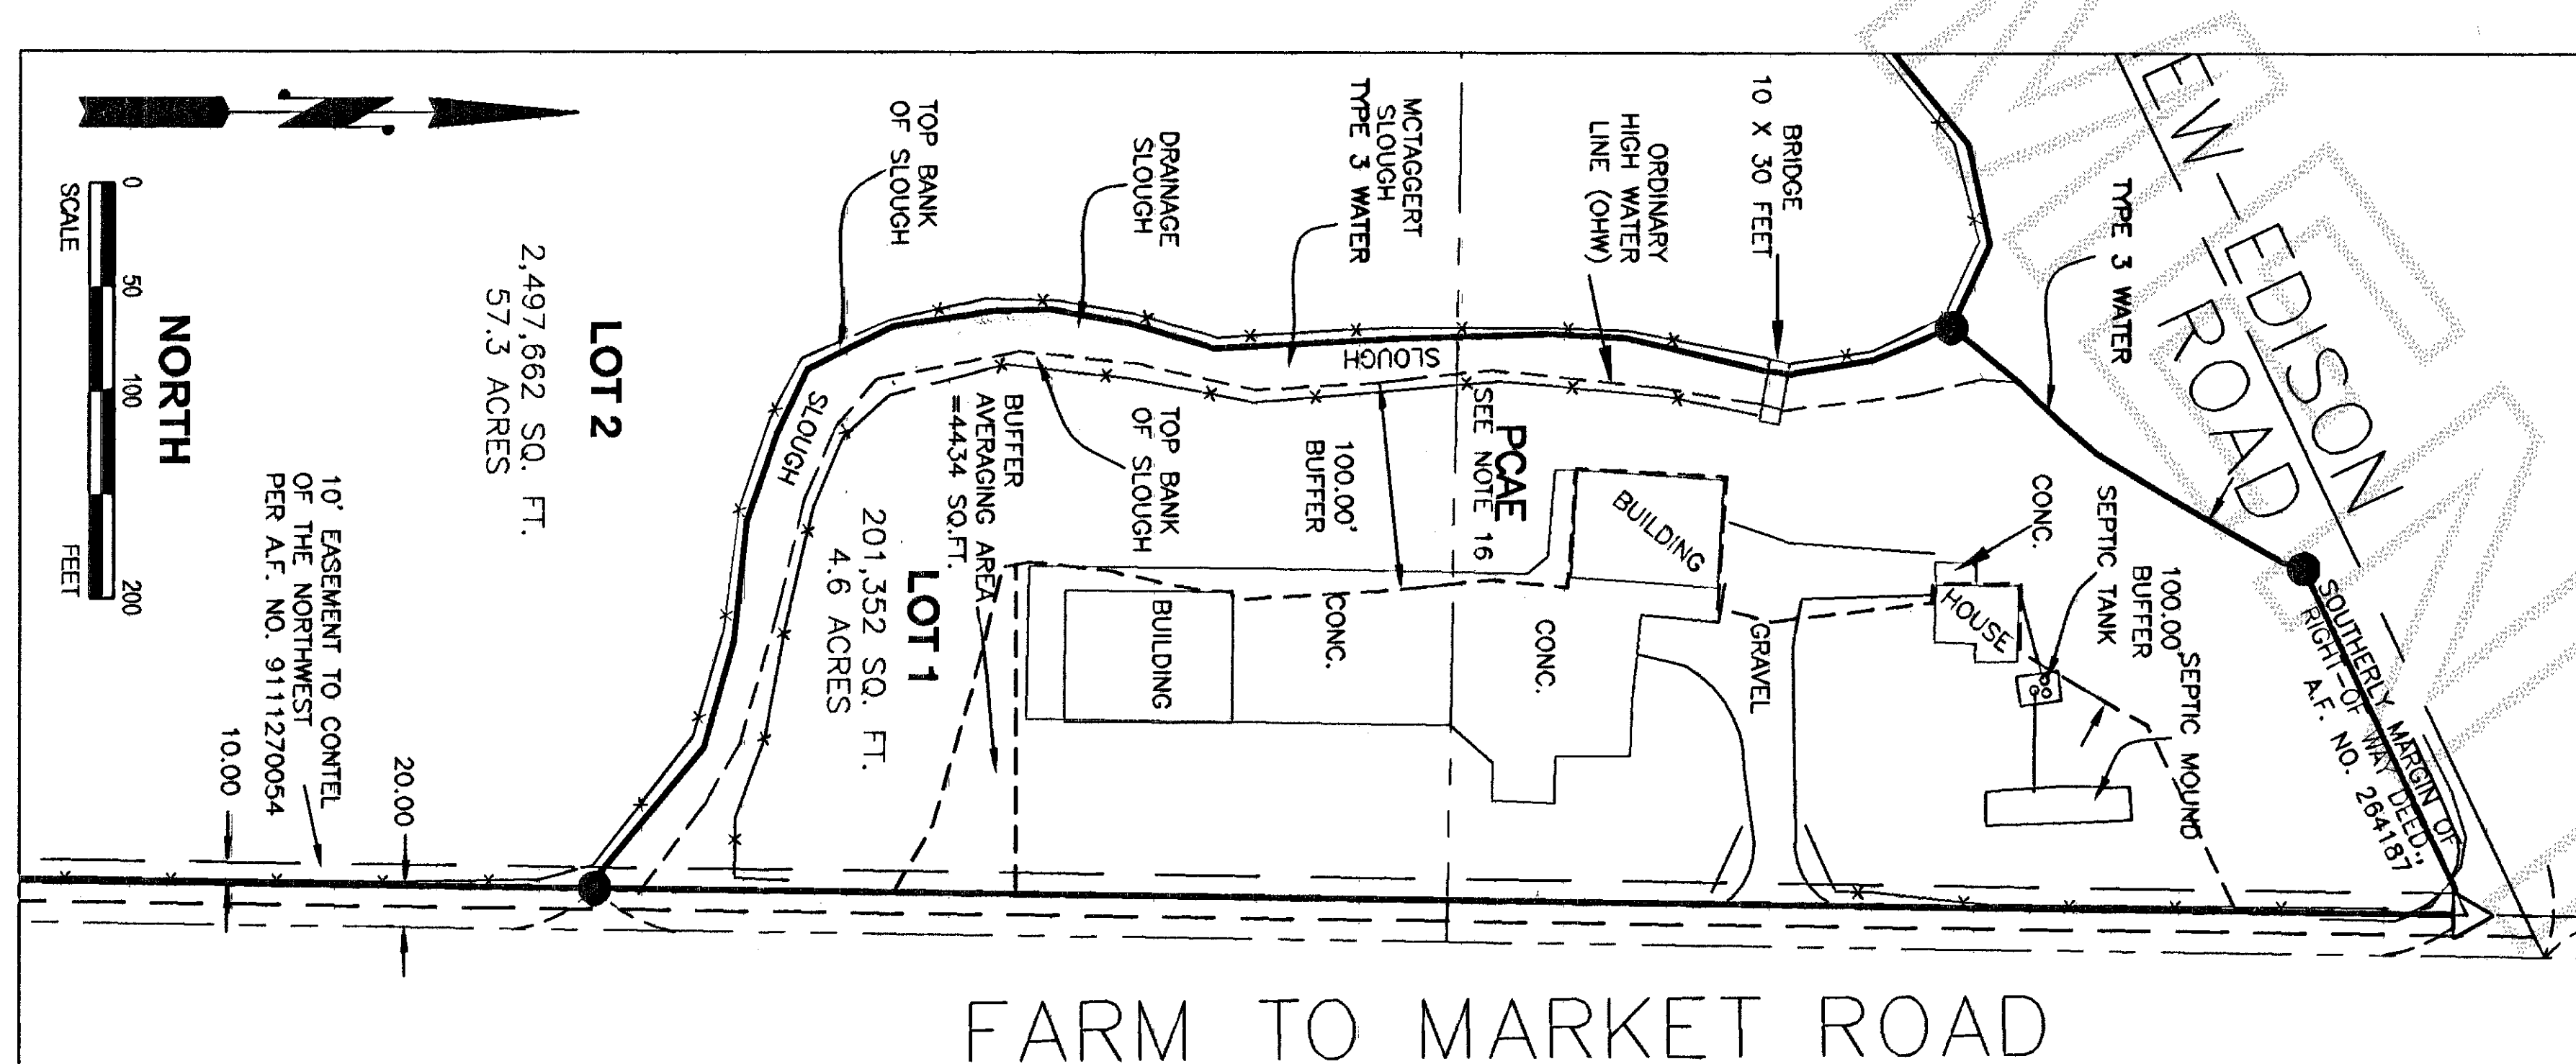 NORTH
0
50
100
200
SCALE
FEET
LOT 2
2,497,662 SQ. FT.
57.3 ACRES
10' EASEMENT TO CONTEL
OF THE NORTHWEST
PER A.F. NO. 9111270054
10.00
20.00
TOP BANK
OF SLOUGH
DRAINAGE
SLOUGH
MCTAGGERT
SLOUGH
TYPE 3 WATER
ORDINARY
HIGH WATER
LINE (OHW)
BRIDGE
10 X 30 FEET
TYPE 3 WATER
EW-EDISON
ROAD
SLOUGH
SLOUGH
TOP BANK
OF SLOUGH
BUFFER
AVERAGING AREA
=4434 SQ.FT.
LOT 1
201,352 SQ. FT.
4.6 ACRES
100.00'
BUFFER
PCAE
SEE NOTE 16
BUILDING
BUILDING
CONC.
CONC.
GRAVEL
CONC.
HOUSE
SEPTIC TANK
100.00'
BUFFER
SEPTIC MOUND
SOUTHERLY MARGIN OF
RIGHT-OF WAY DEED.,
A.F. NO. 264187
FARM TO MARKET ROAD